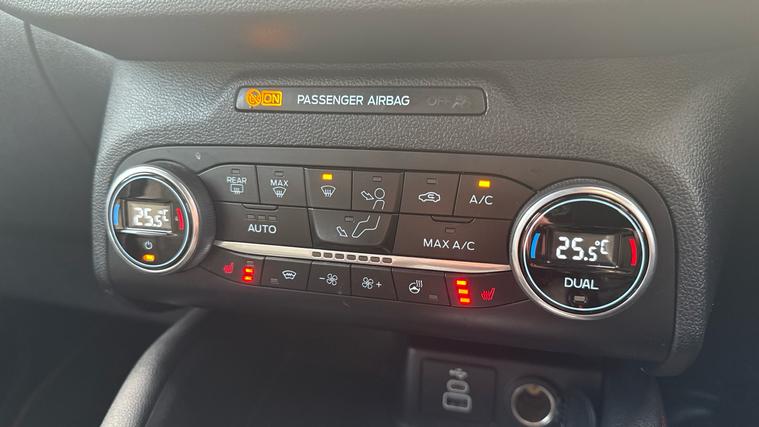 ON PASSENGER AIRBAG OFF
REAR MAX A/C
25.5°C AUTO MAX A/C 25.5°C
- + DUAL